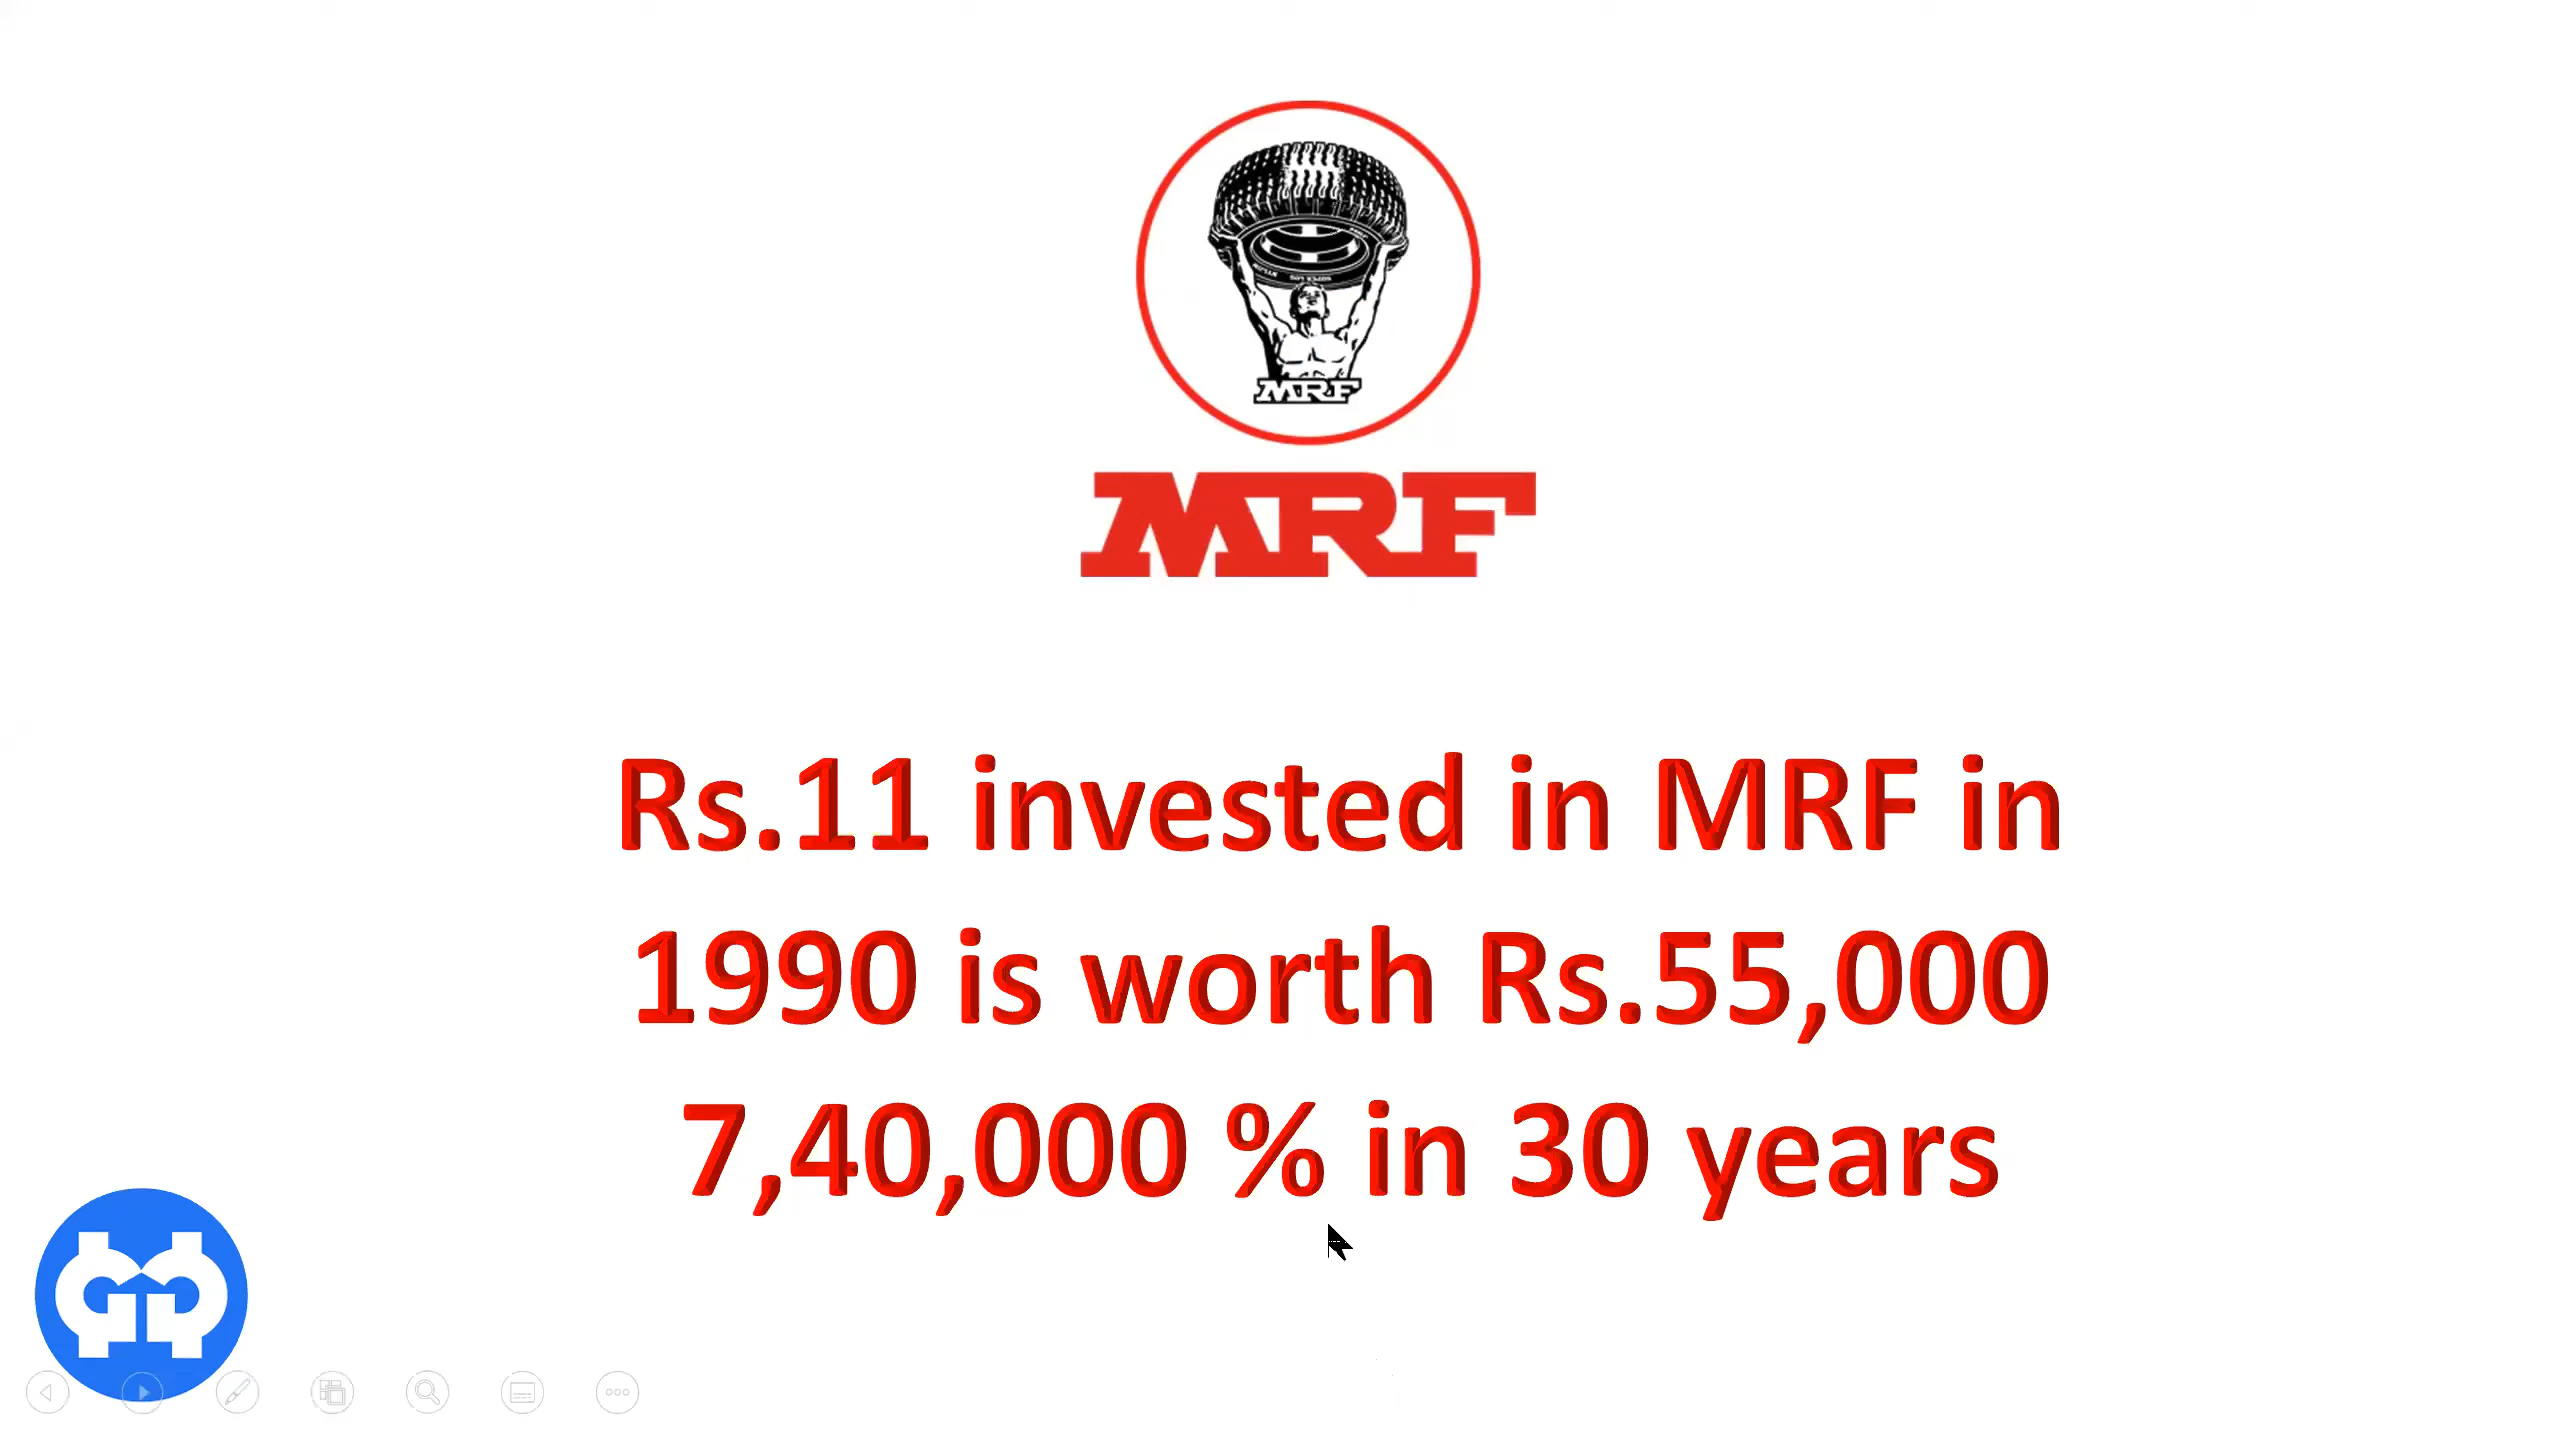 MRF
MRF
Rs.11 invested in MRF in
1990 is worth Rs.55,000
7,40,000 % in 30 years